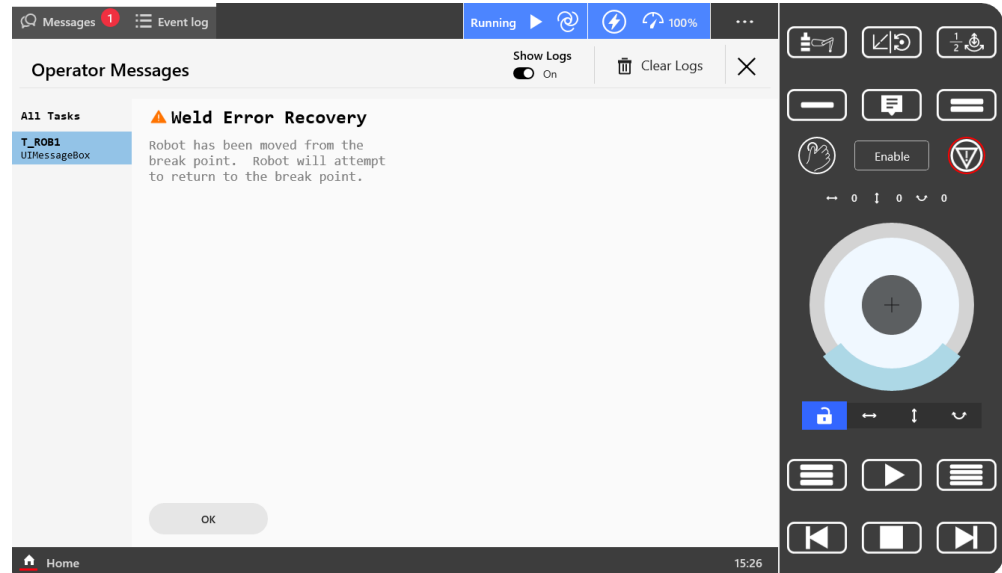 Messages 1 Event log Running 100% ...
Operator Messages Show Logs On Clear Logs
All Tasks
T_ROB1
UIMessageBox
Weld Error Recovery
Robot has been moved from the
break point. Robot will attempt
to return to the break point.
OK
Home 15:26
1/2
Enable
0 0 0